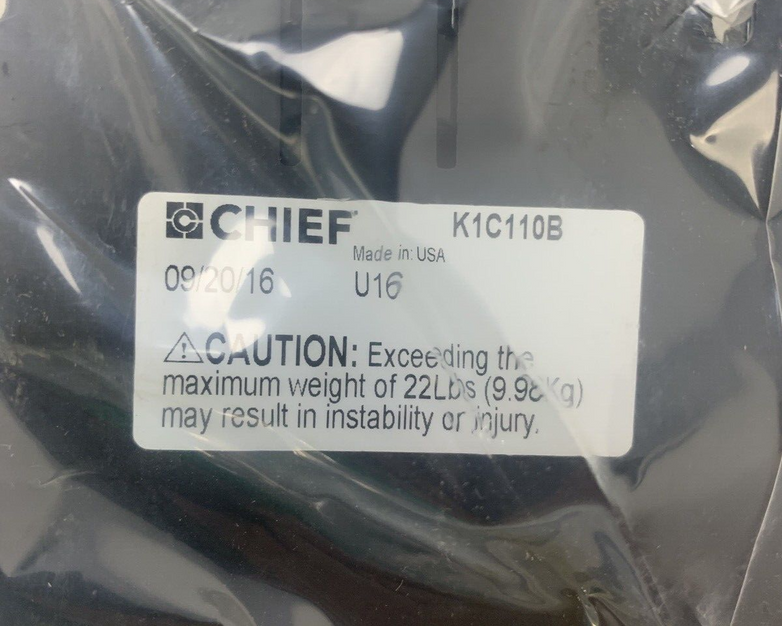 CHIEF K1C110B
Made in: USA
09/20/16 U16
CAUTION: Exceeding the
maximum weight of 22Lbs (9.98Kg)
may result in instability or injury.